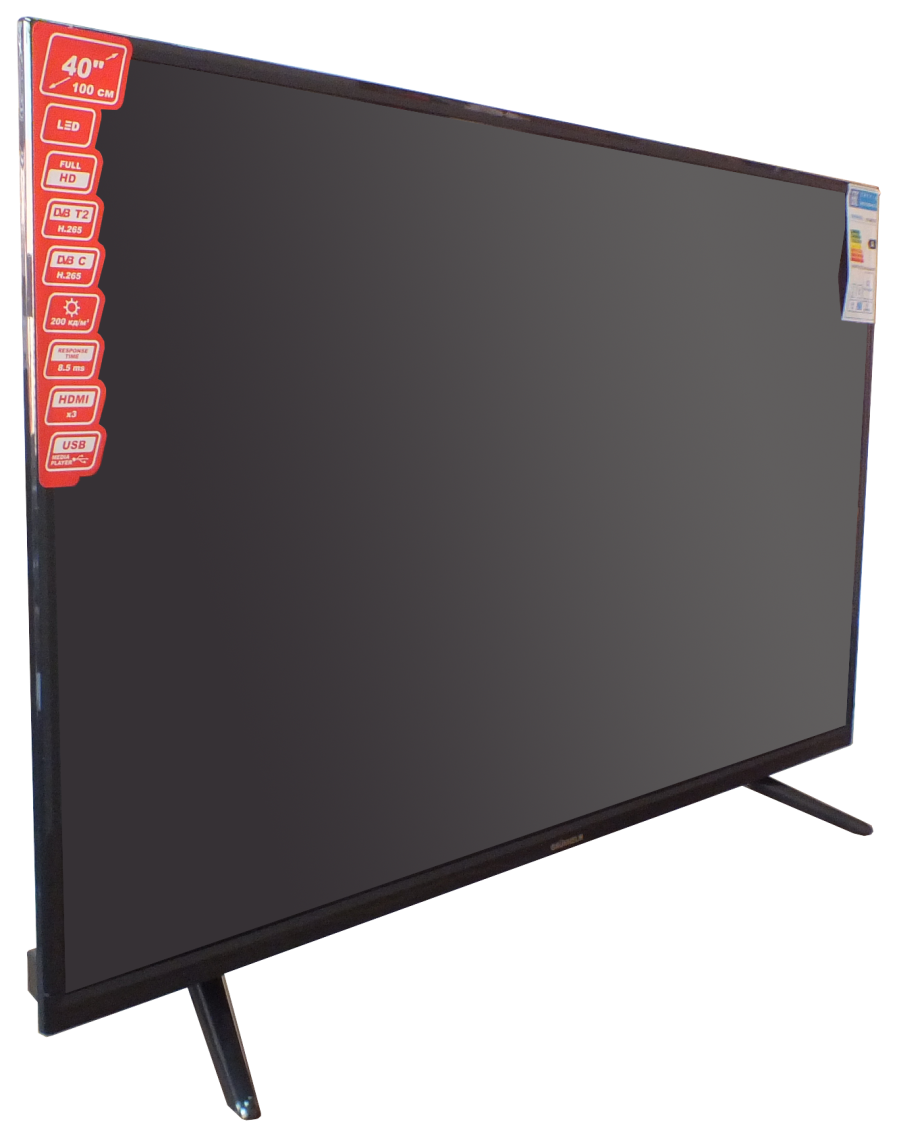 40"
100 СМ
LED
FULL
HD
DVB T2
H.265
DVB C
H.265
200 кд/м²
RESPONSE
TIME
8.5 ms
HDMI
x3
USB
MEDIA
PLAYER
A